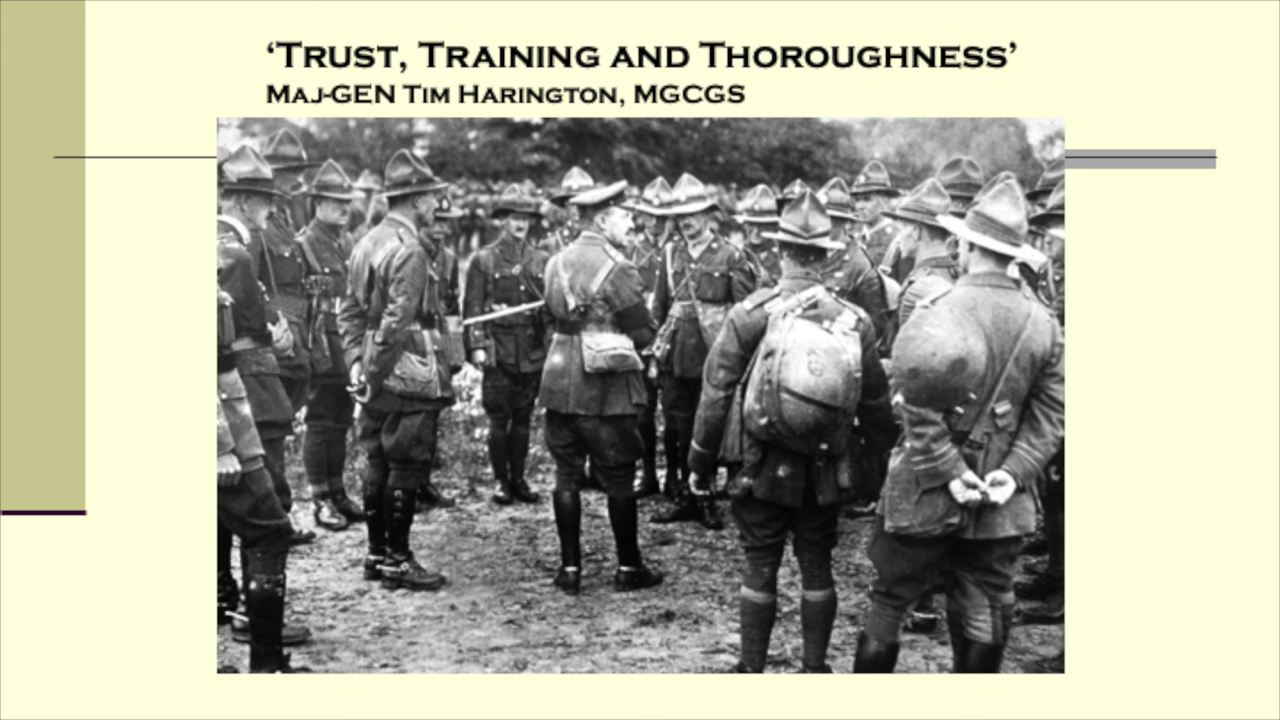 ‘Trust, Training and Thoroughness’
Maj-GEN Tim Harington, MGCGS